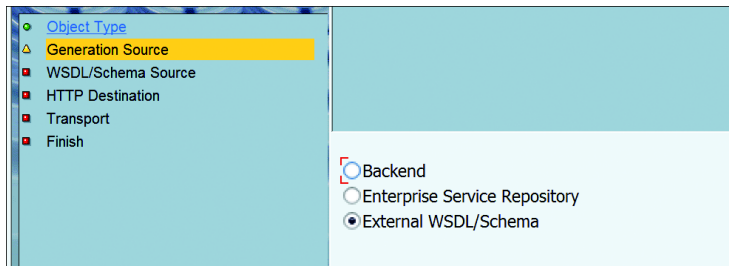 Object Type
Generation Source
WSDL/Schema Source
HTTP Destination
Transport
Finish
Backend
Enterprise Service Repository
External WSDL/Schema